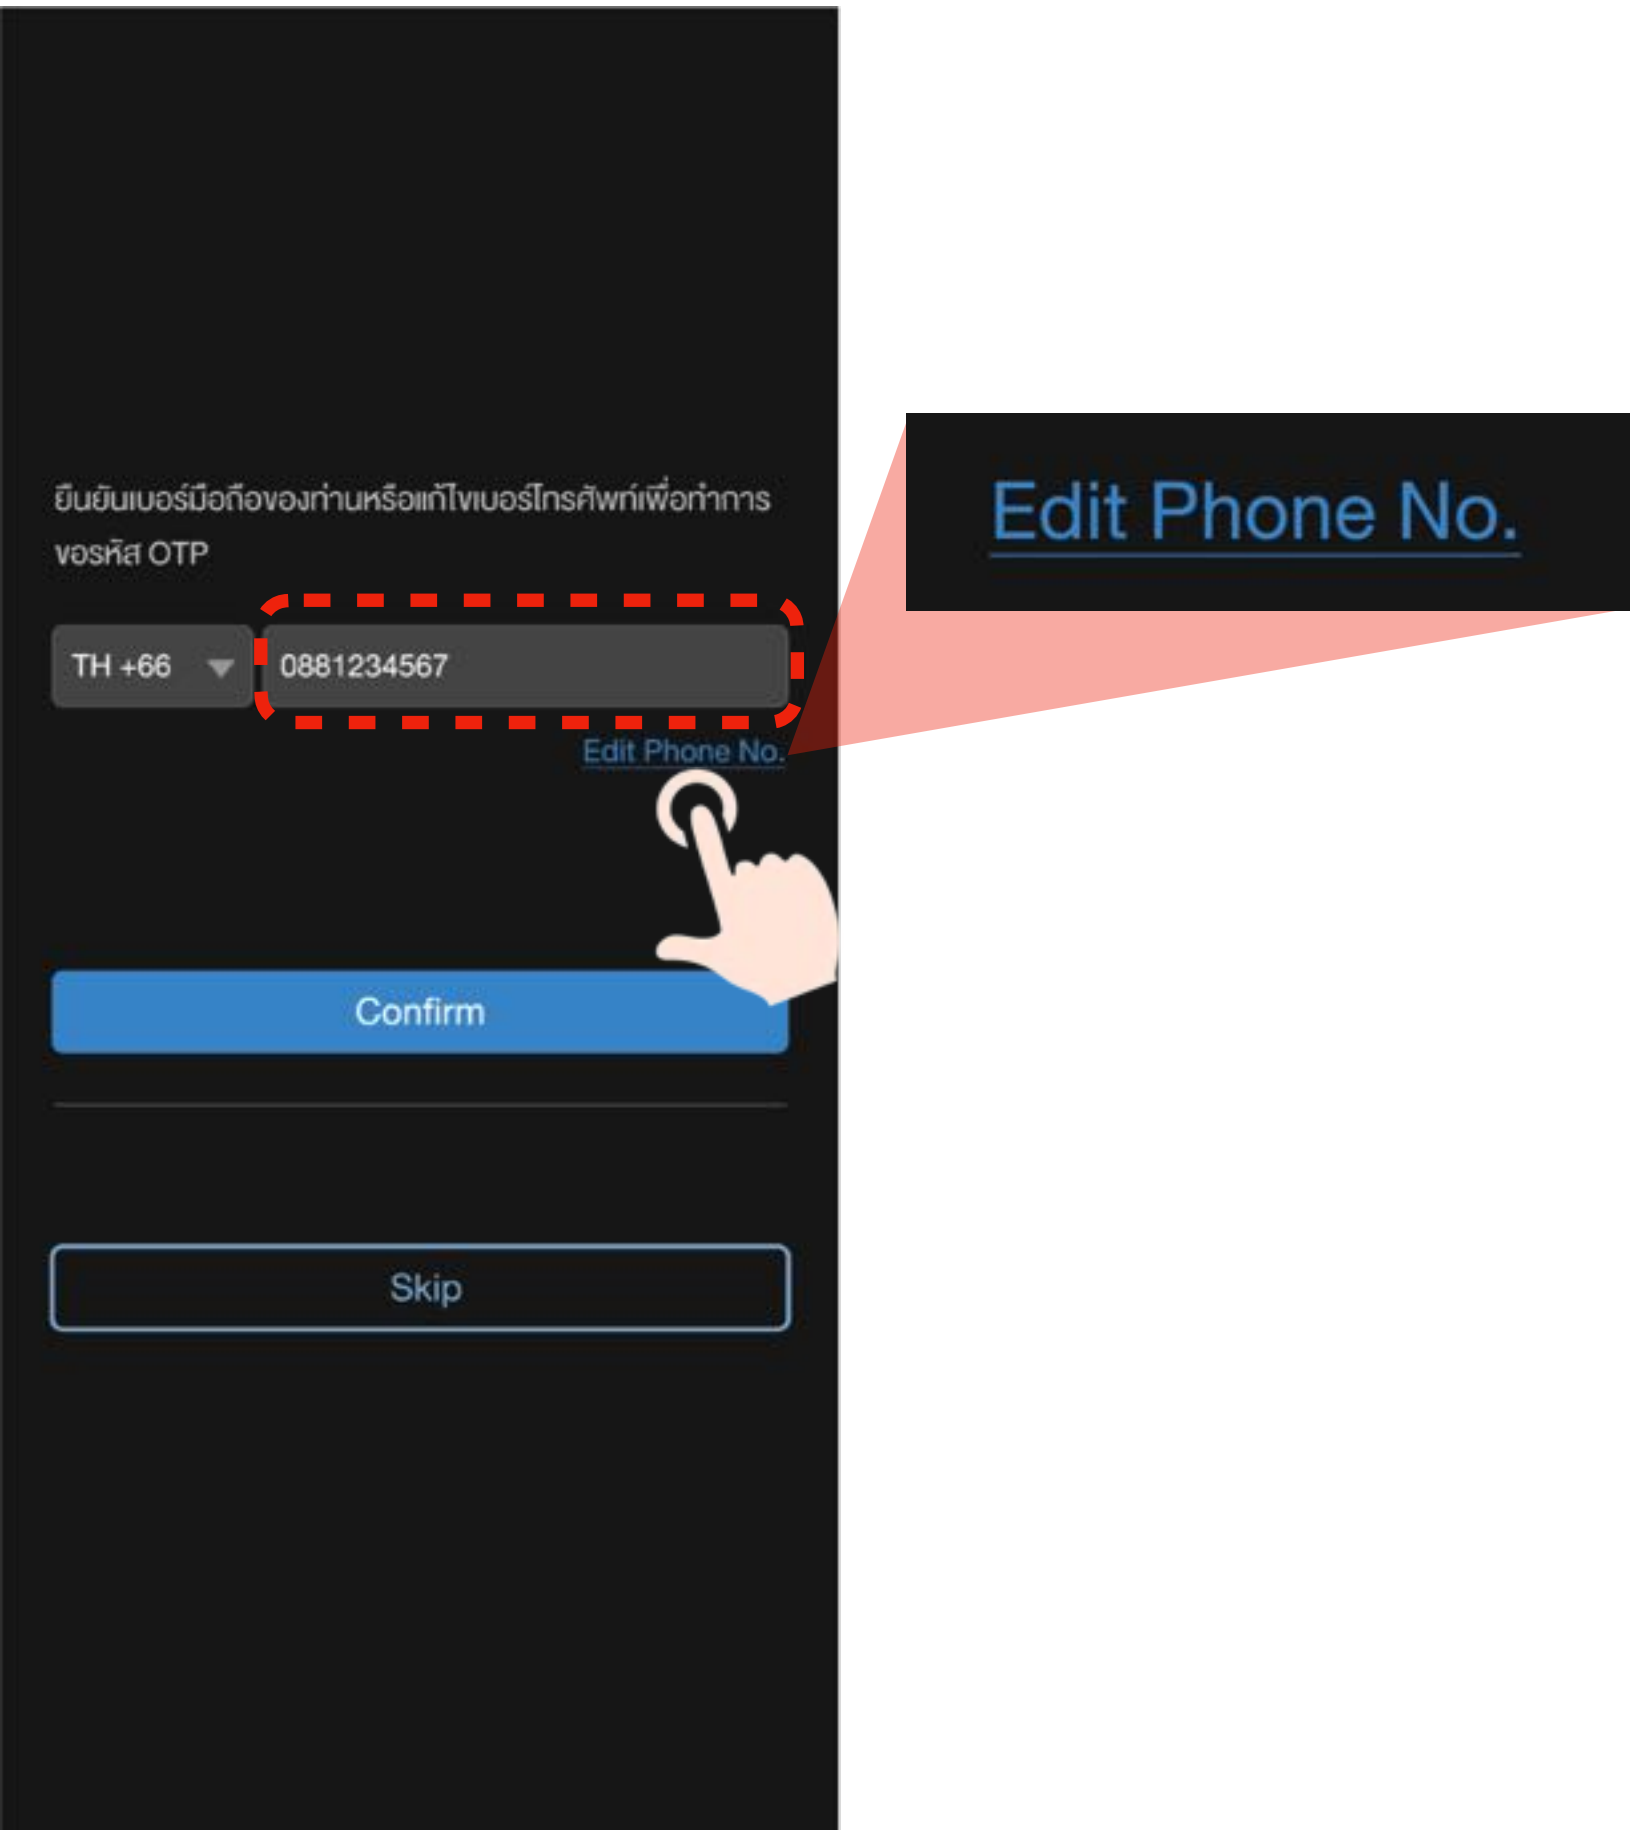 ยืนยันเบอร์มือถือของท่านหรือแก้ไขเบอร์โทรศัพท์เพื่อทำการ
ขอรหัส OTP
TH +66
0881234567
Edit Phone No.
Edit Phone No.
Confirm
Skip